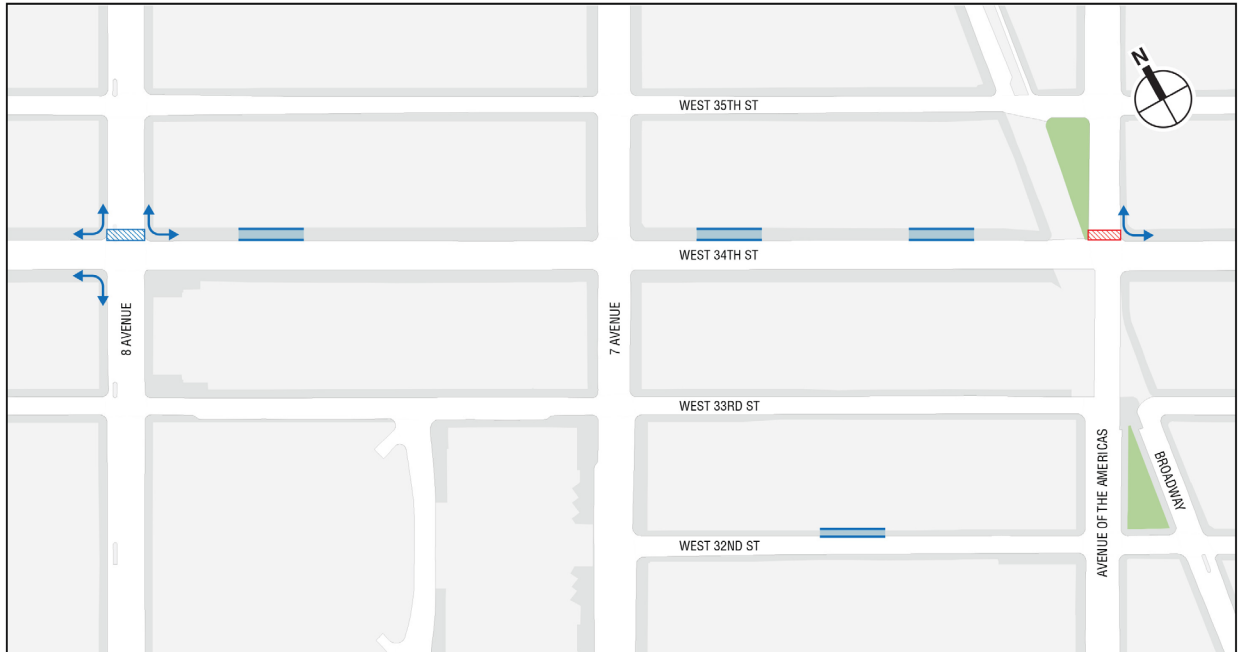 N
WEST 35TH ST
WEST 34TH ST
8 AVENUE
7 AVENUE
WEST 33RD ST
AVENUE OF THE AMERICAS
BROADWAY
WEST 32ND ST